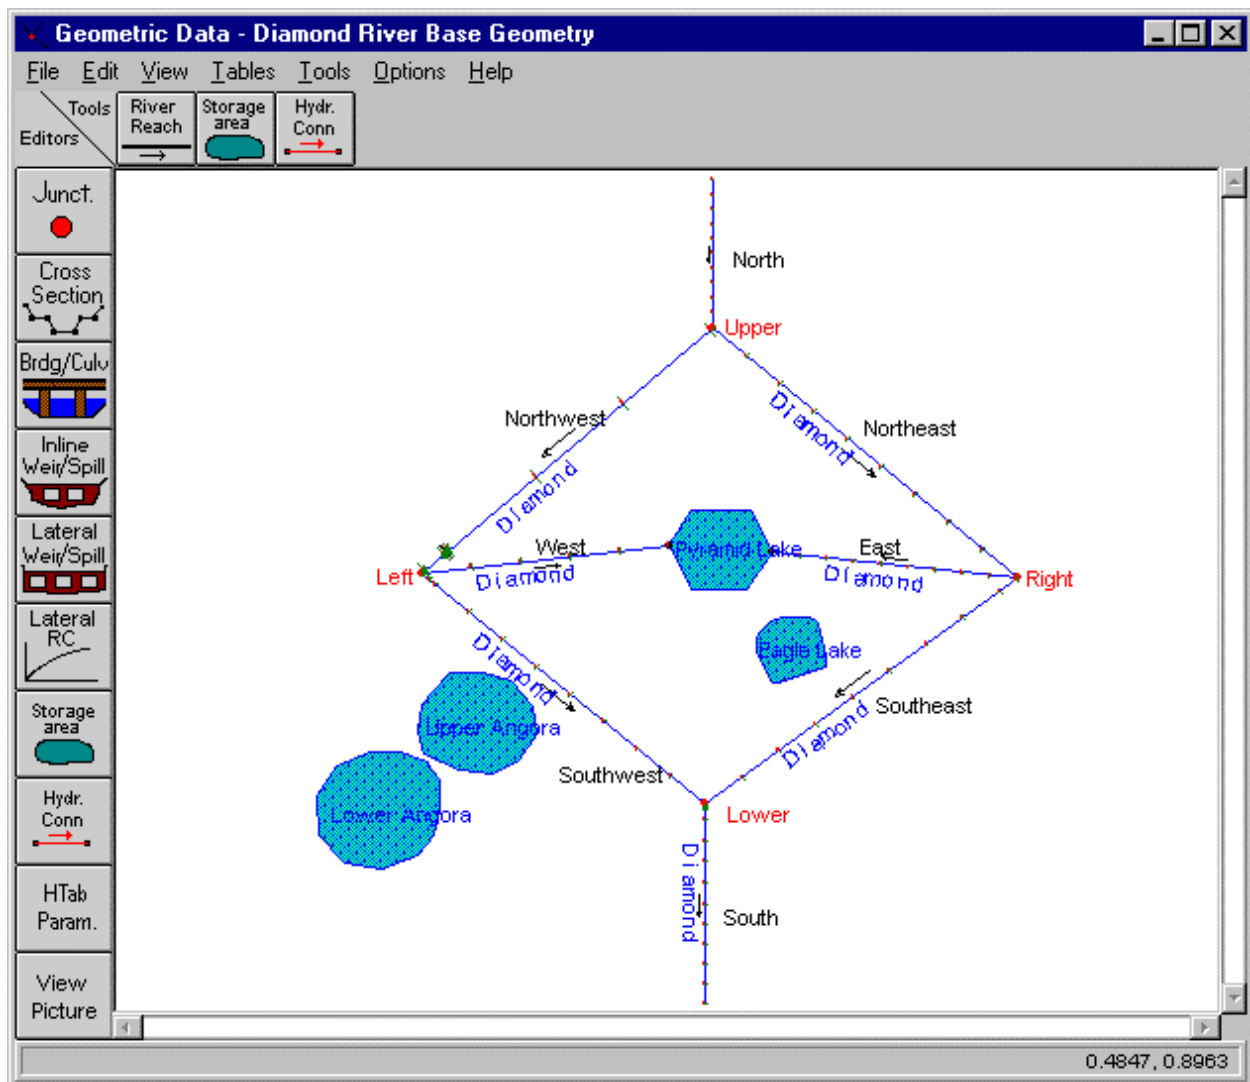 Geometric Data - Diamond River Base Geometry
File Edit View Tables Tools Options Help
Tools
Editors
River
Reach
Storage
area
Hydr.
Conn
Junct.
Cross
Section
Brdg/Culv
Inline
Weir/Spill
Lateral
Weir/Spill
Lateral
RC
Storage
area
Hydr.
Conn
HTab
Param.
View
Picture
North
Upper
Northwest
Diamond
Diamond
Northeast
West
Pyramid Lake
East
Left
Diamond
Diamond
Right
Diamond
Eagle Lake
Upper Angora
Southeast
Diamond
Southwest
Lower Angora
Lower
Diamond
South
0.4847, 0.8963